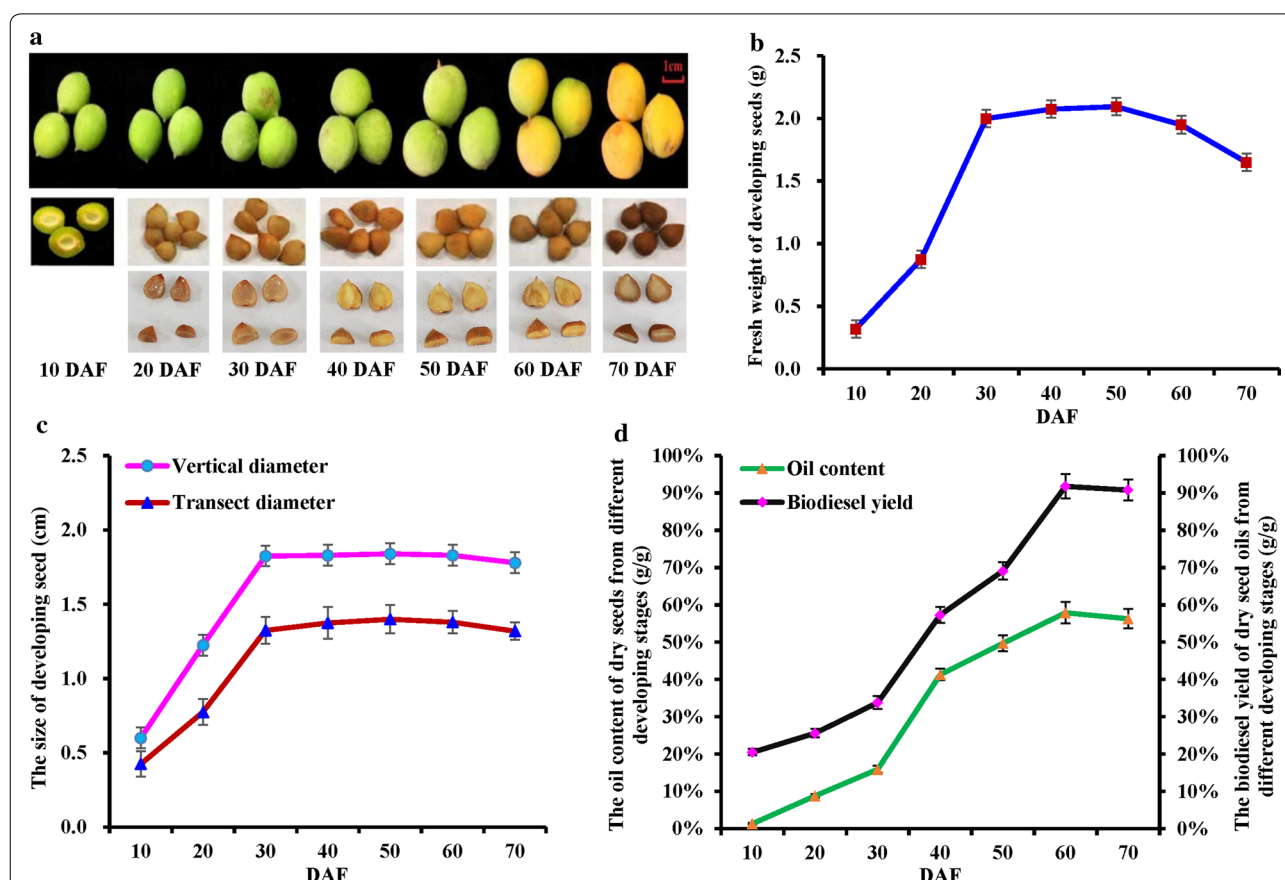 a
1cm
10 DAF 20 DAF 30 DAF 40 DAF 50 DAF 60 DAF 70 DAF
b
Fresh weight of developing seeds (g)
2.5
2.0
1.5
1.0
0.5
0.0
10 20 30 40 50 60 70
DAF
c
The size of developing seed (cm)
2.5
2.0
1.5
1.0
0.5
0.0
Vertical diameter
Transect diameter
10 20 30 40 50 60 70
DAF
d
The oil content of dry seeds from different
developing stages (g/g)
100%
90%
80%
70%
60%
50%
40%
30%
20%
10%
0%
Oil content
Biodiesel yield
10 20 30 40 50 60 70
DAF
100%
90%
80%
70%
60%
50%
40%
30%
20%
10%
0%
The biodiesel yield of dry seed oils from
different developing stages (g/g)